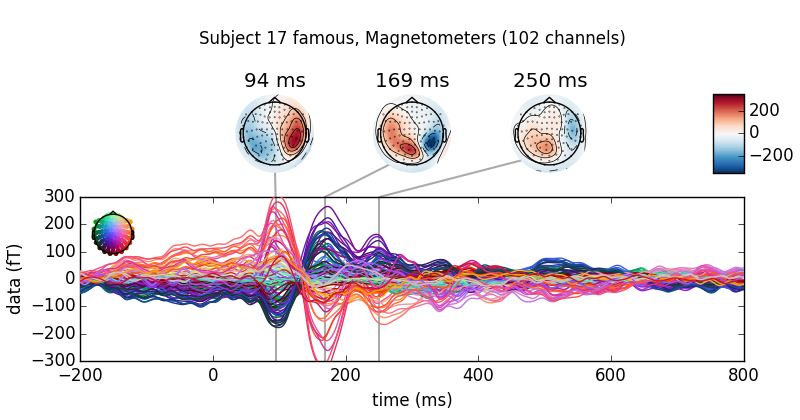 Subject 17 famous, Magnetometers (102 channels)
94 ms 169 ms 250 ms
200
0
−200
300
200
100
0
−100
−200
−300
data (fT)
−200 0 200 400 600 800
time (ms)